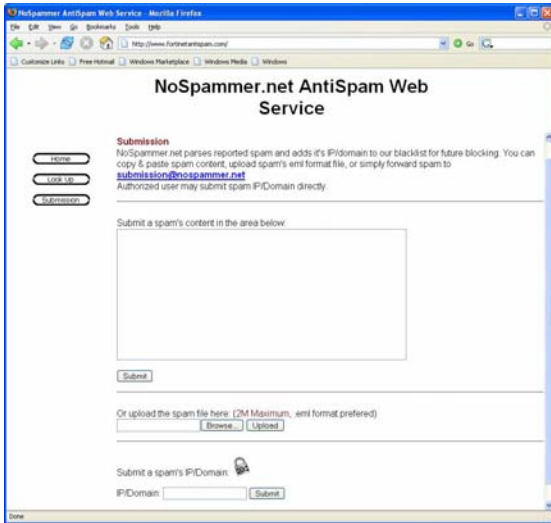 NoSpammer AntiSpam Web Service - Mozilla Firefox
File Edit View Go Bookmarks Tools Help
http://www.fortinetantispam.com/ Go
Customize Links Free Hotmail Windows Marketplace Windows Media Windows
NoSpammer.net AntiSpam Web
Service
Home
Look Up
Submission
Submission
NoSpammer.net parses reported spam and adds it's IP/domain to our blacklist for future blocking. You can
copy & paste spam content, upload spam's eml format file, or simply forward spam to
submission@nospammer.net
Authorized user may submit spam IP/Domain directly.
Submit a spam's content in the area below:
Submit
Or upload the spam file here: (2M Maximum, .eml format prefered)
Browse... Upload
Submit a spam's IP/Domain:
IP/Domain: Submit
Done